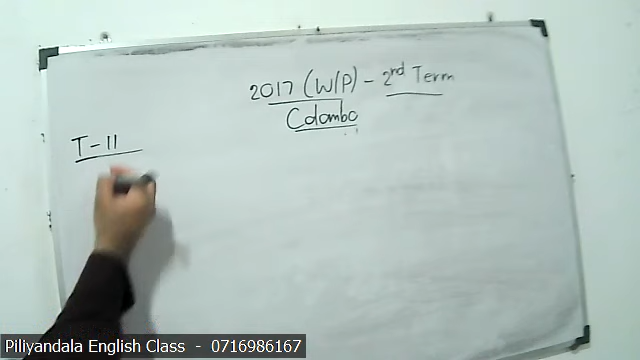 2017 (W/P) - 2nd Term
Colombo
T-11
Piliyandala English Class - 0716986167